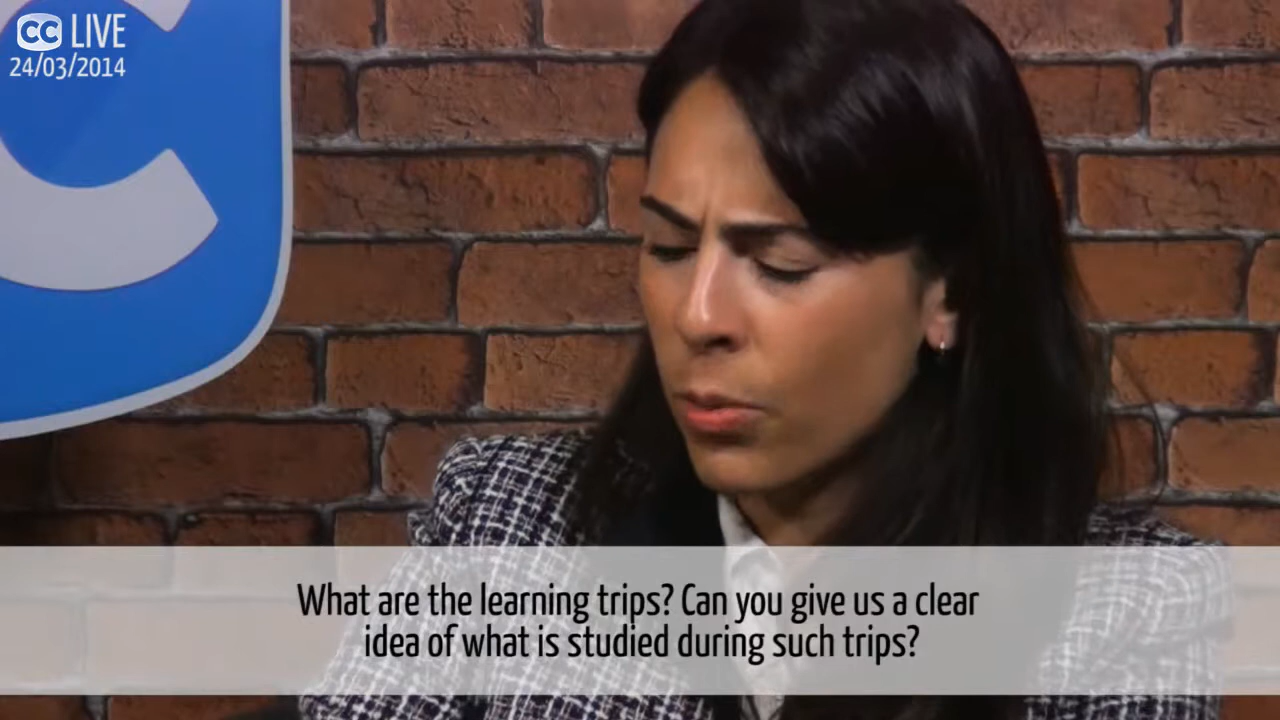 CC LIVE
24/03/2014
C
What are the learning trips? Can you give us a clear
idea of what is studied during such trips?